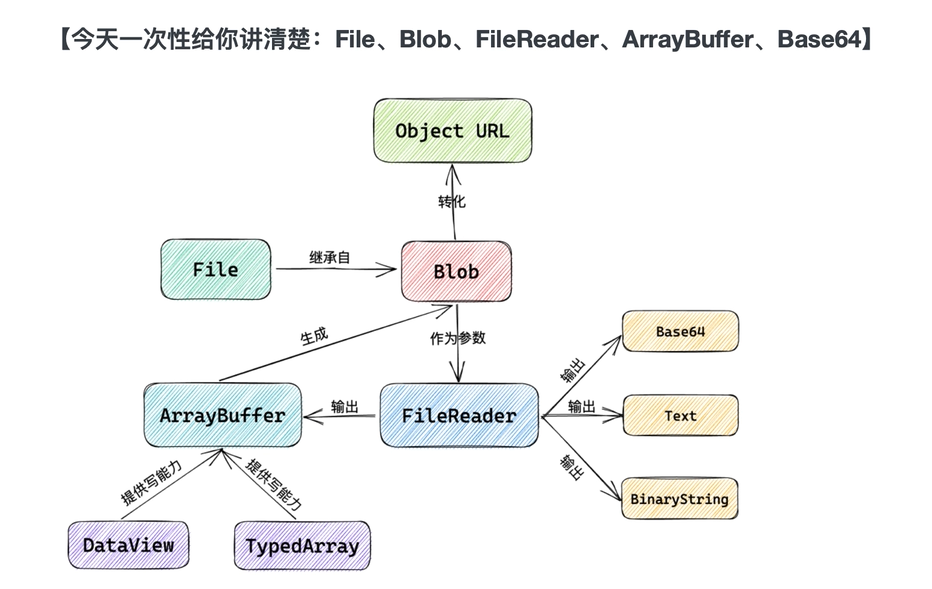 【今天一次性给你讲清楚：File、Blob、FileReader、ArrayBuffer、Base64】
Object URL
转化
File
继承自
Blob
生成
作为参数
Base64
输出
ArrayBuffer
输出
FileReader
输出
Text
输出
BinaryString
提供写能力
提供写能力
DataView
TypedArray